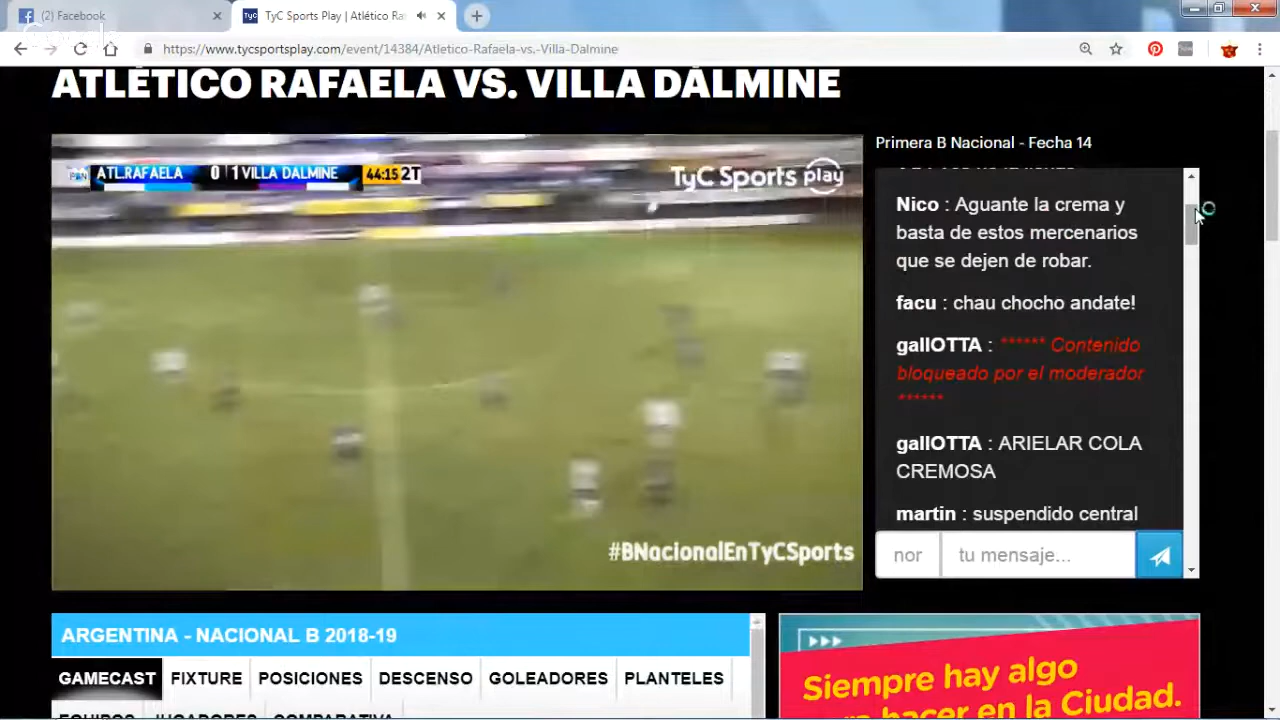 (2) Facebook
TyC Sports Play | Atlético Ra
https://www.tycsportsplay.com/event/14384/Atletico-Rafaela-vs.-Villa-Dalmine
ATLÉTICO RAFAELA VS. VILLA DÁLMINE
ATL.RAFAELA 0 1 VILLA DALMINE 44:15 2T
TyC Sports play
#BNacionalEnTyCSports
Primera B Nacional - Fecha 14
Nico : Aguante la crema y
basta de estos mercenarios
que se dejen de robar.
facu : chau chocho andate!
gallOTTA : ****** Contenido
bloqueado por el moderador
******
gallOTTA : ARIELAR COLA
CREMOSA
martin : suspendido central
nor
tu mensaje...
ARGENTINA - NACIONAL B 2018-19
GAMECAST FIXTURE POSICIONES DESCENSO GOLEADORES PLANTELES
EQUIPOS JUGADORES COMPARATIVA
Siempre hay algo
hacer en la Ciudad.